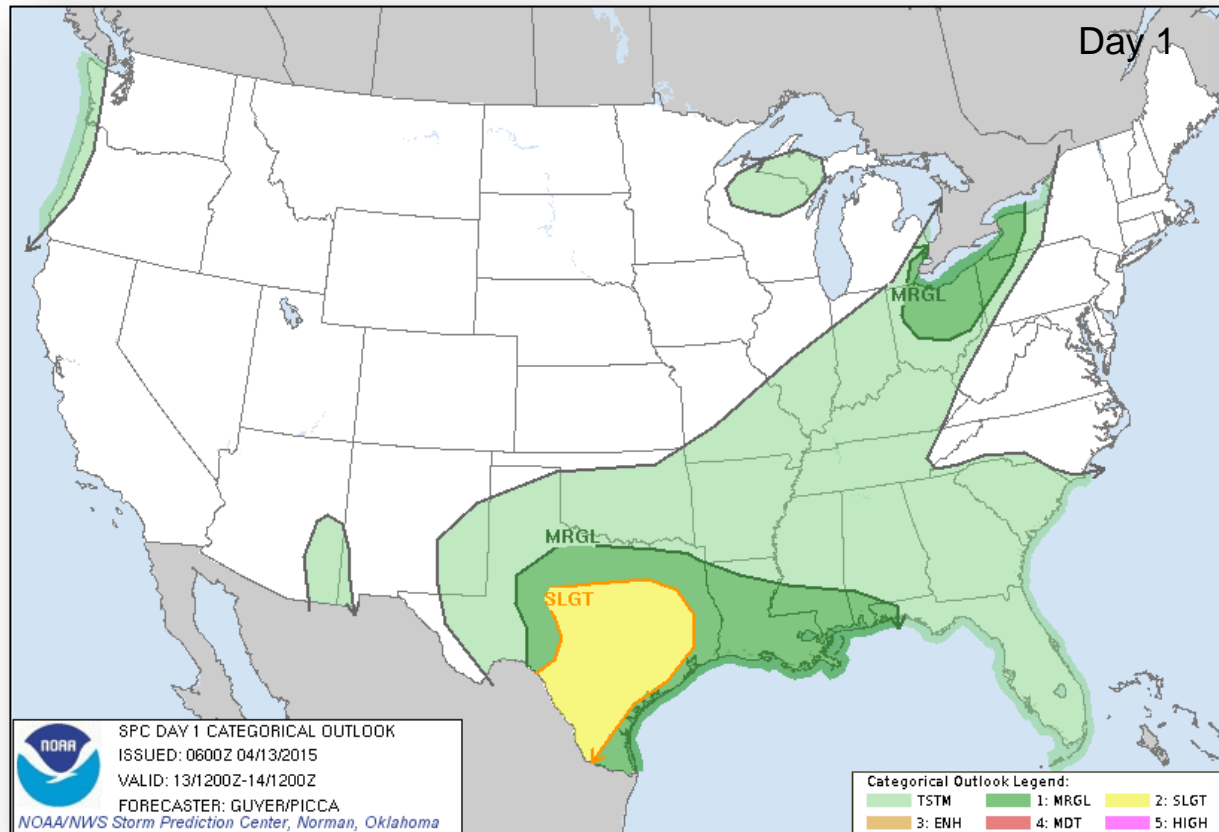 Day 1
MRGL
MRGL
SLGT
NOAA
SPC DAY 1 CATEGORICAL OUTLOOK
ISSUED: 0600Z 04/13/2015
VALID: 13/1200Z-14/1200Z
FORECASTER: GUYER/PICCA
NOAA/NWS Storm Prediction Center, Norman, Oklahoma
Categorical Outlook Legend:
TSTM 1: MRGL 2: SLGT
3: ENH 4: MDT 5: HIGH